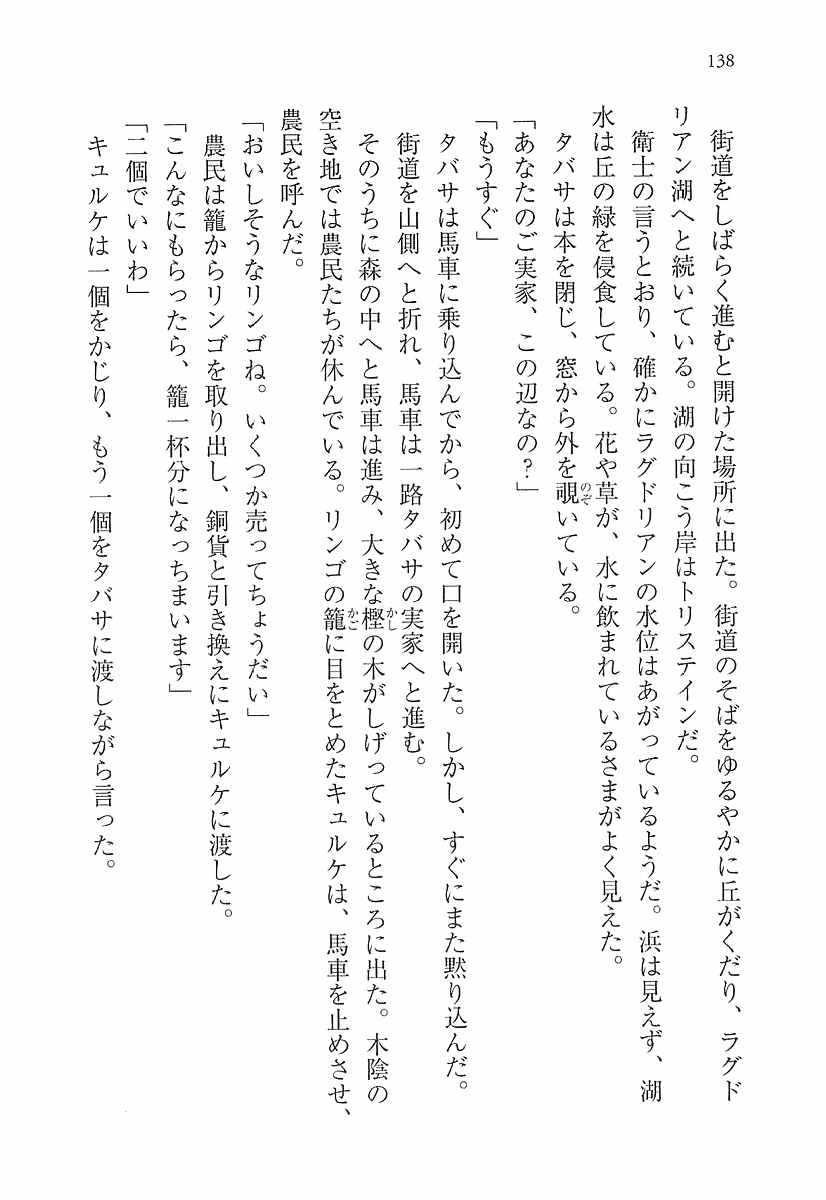 138
街道をしばらく進むと開けた場所に出た。街道のそばをゆるやかに丘がくだり、ラグド
リアン湖へと続いている。湖の向こう岸はトリステインだ。
衛士の言うとおり、確かにラグドリアンの水位はあがっているようだ。浜は見えず、湖
水は丘の緑を侵食している。花や草が、水に飲まれているさまがよく見えた。
タバサは本を閉じ、窓から外を覗いている。
「あなたのご実家、この辺なの？」
「もうすぐ」
タバサは馬車に乗り込んでから、初めて口を開いた。しかし、すぐにまた黙り込んだ。
街道を山側へと折れ、馬車は一路タバサの実家へと進む。
そのうちに森の中へと馬車は進み、大きな樫の木がしげっているところに出た。木陰の
空き地では農民たちが休んでいる。リンゴの籠に目をとめたキュルケは、馬車を止めさせ、
農民を呼んだ。
「おいしそうなリンゴね。いくつか売ってちょうだい」
農民は籠からリンゴを取り出し、銅貨と引き換えにキュルケに渡した。
「こんなにもらったら、籠一杯分になっちまいます」
「二個でいいわ」
キュルケは一個をかじり、もう一個をタバサに渡しながら言った。